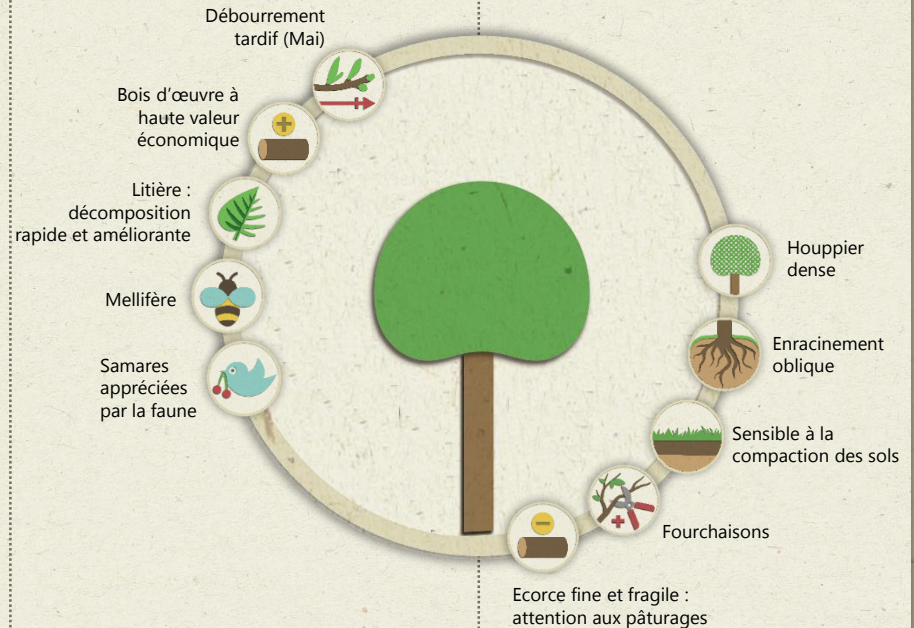 Débourrement
tardif (Mai)
Bois d’œuvre à
haute valeur
économique
Litière :
décomposition
rapide et améliorante
Mellifère
Samares
appréciées
par la faune
Houppier
dense
Enracinement
oblique
Sensible à la
compaction des sols
Fourchaisons
Ecorce fine et fragile :
attention aux pâturages